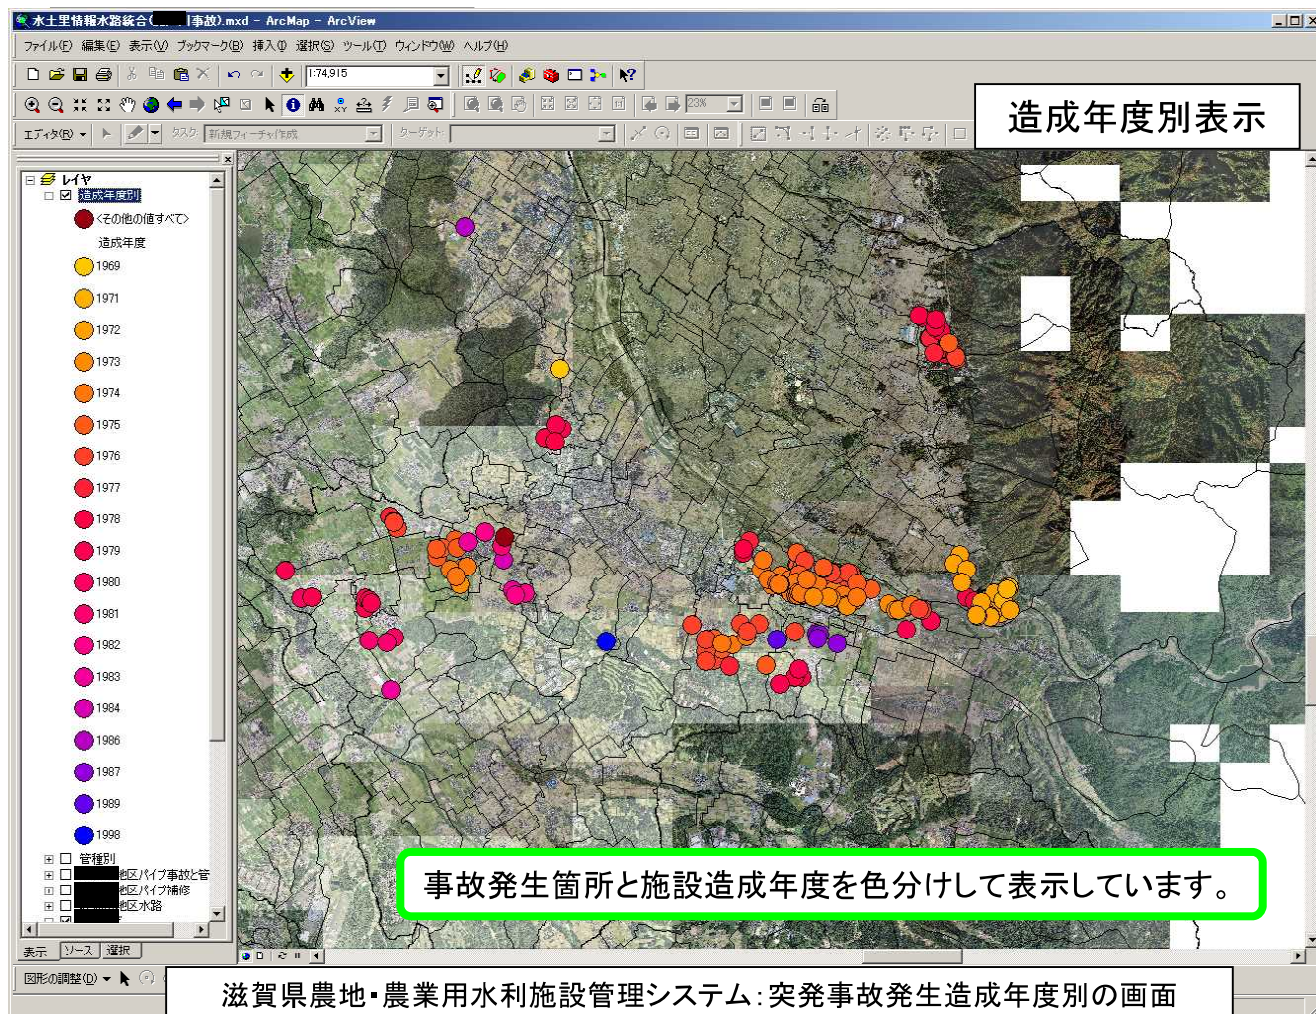 水土里情報水路統合(事故).mxd - ArcMap - ArcView
ファイル(F) 編集(E) 表示(V) ブックマーク(B) 挿入(I) 選択(S) ツール(T) ウィンドウ(W) ヘルプ(H)
1:74,915
23%
造成年度別表示
エディタ(R) タスク: 新規フィーチャ作成 ターゲット:
レイヤ
造成年度別
<その他の値すべて>
造成年度
1969
1971
1972
1973
1974
1975
1976
1977
1978
1979
1980
1981
1982
1983
1984
1986
1987
1989
1998
管種別
地区パイプ事故と管
地区パイプ補修
地区水路
事故発生箇所と施設造成年度を色分けして表示しています。
表示 ソース 選択
図形の調整(D)
滋賀県農地・農業用水利施設管理システム:突発事故発生造成年度別の画面